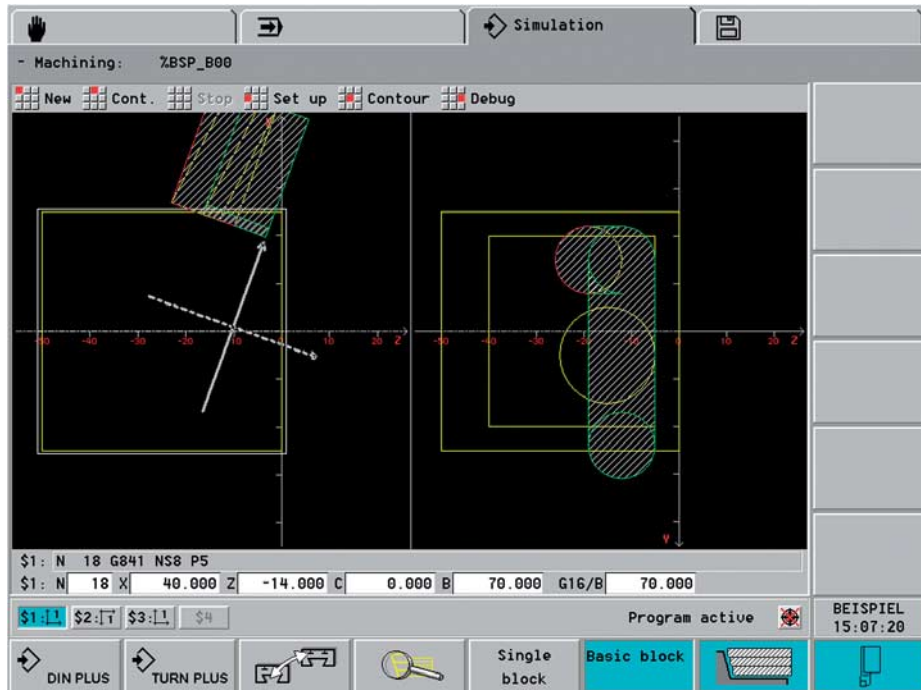 Simulation
- Machining: %BSP_B00
New Cont. Stop Set up Contour Debug
X
-50 -40 -30 -20 -10 0 10 20 Z
-50 -40 -30 -20 -10 0 10 20 Z
Y
$1: N 18 G841 NS8 P5
$1: N 18 X 40.000 Z -14.000 C 0.000 B 70.000 G16/B 70.000
$1: $2: $3: $4 Program active
BEISPIEL
15:07:20
DIN PLUS TURN PLUS
Single
block
Basic block